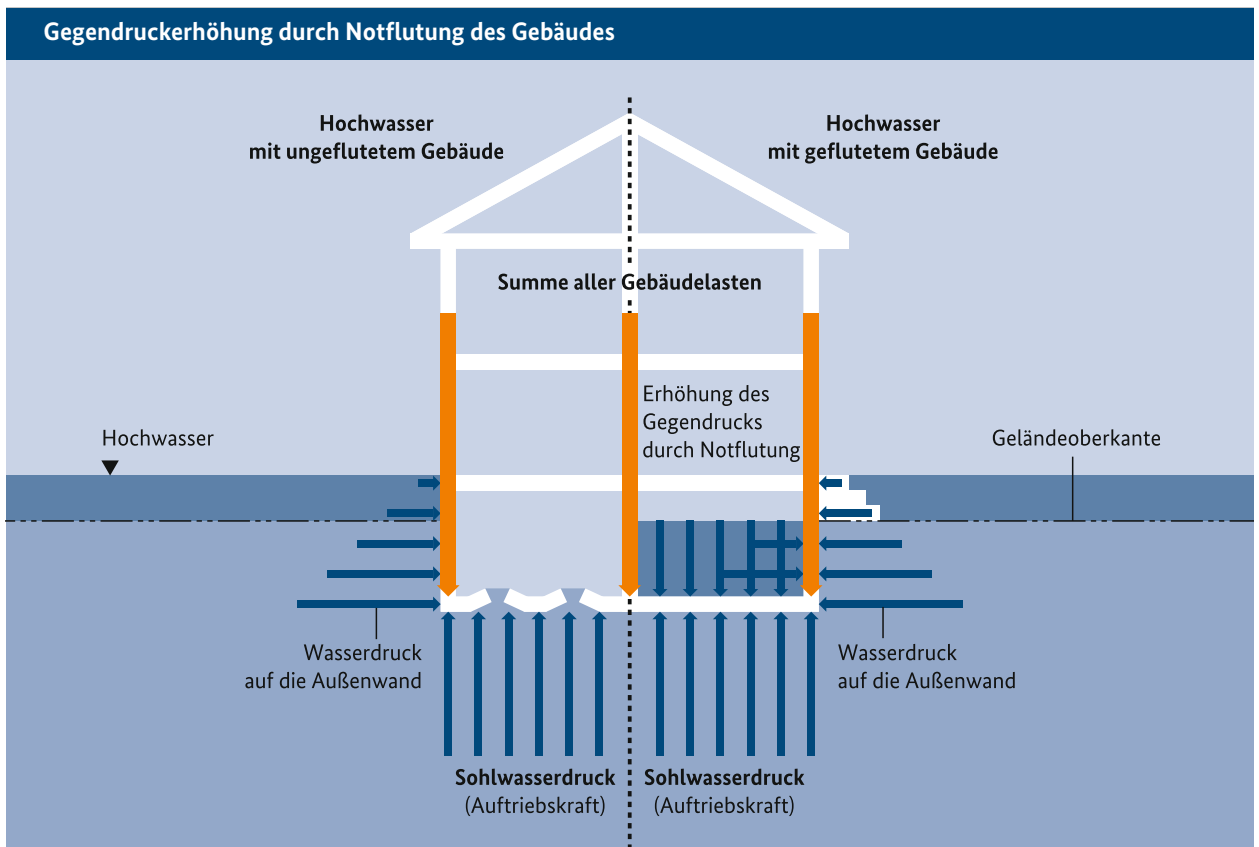 Gegendruckerhöhung durch Notflutung des Gebäudes
Hochwasser
mit ungeflutetem Gebäude
Hochwasser
mit geflutetem Gebäude
Summe aller Gebäudelasten
Erhöhung des
Gegendrucks
durch Notflutung
Hochwasser
Geländeoberkante
Wasserdruck
auf die Außenwand
Wasserdruck
auf die Außenwand
Sohlwasserdruck
(Auftriebskraft)
Sohlwasserdruck
(Auftriebskraft)